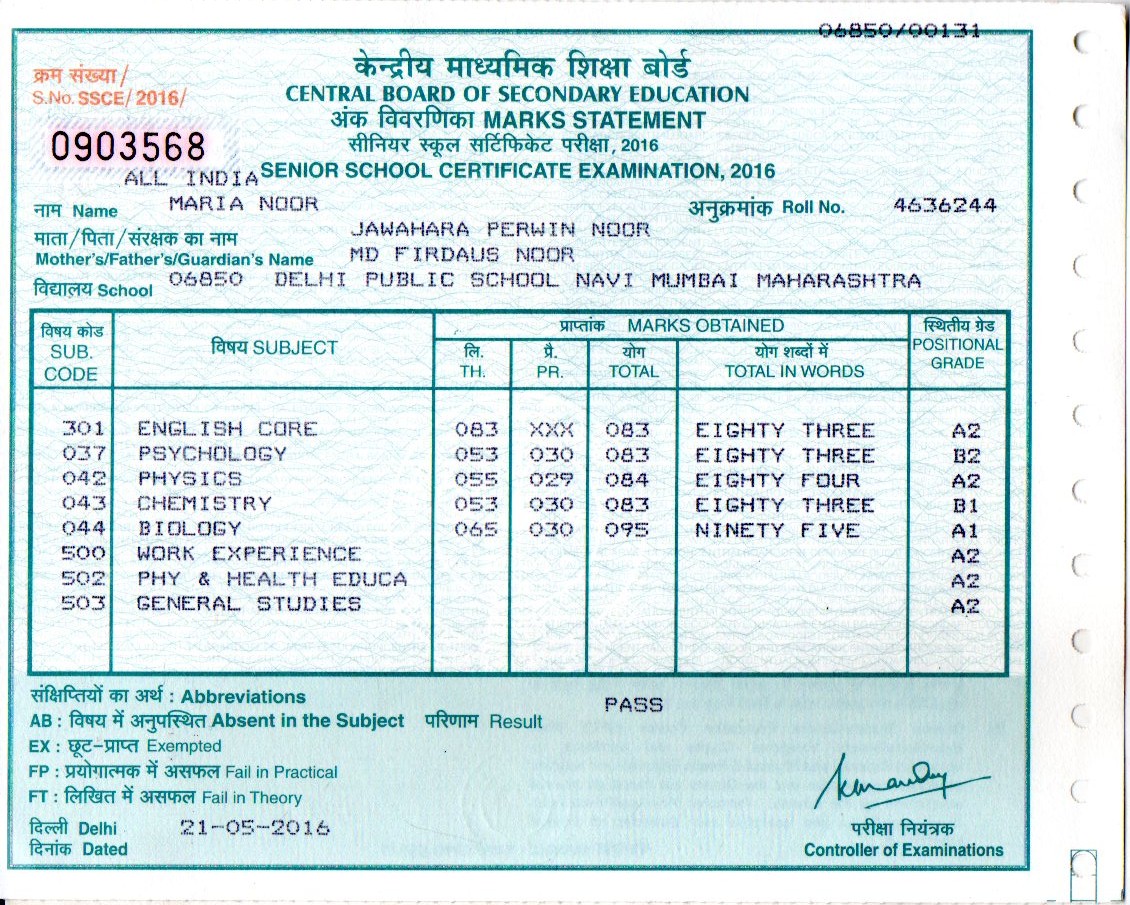 06850/00131
क्रम संख्या/
S.No. SSCE/2016/
0903568
केन्द्रीय माध्यमिक शिक्षा बोर्ड
CENTRAL BOARD OF SECONDARY EDUCATION
अंक विवरणिका MARKS STATEMENT
सीनियर स्कूल सर्टिफिकेट परीक्षा, 2016
ALL INDIA SENIOR SCHOOL CERTIFICATE EXAMINATION, 2016
नाम Name MARIA NOOR अनुक्रमांक Roll No. 4636244
माता/पिता/संरक्षक का नाम JAWAHARA PERWIN NOOR
Mother's/Father's/Guardian's Name MD FIRDAUS NOOR
विद्यालय School 06850 DELHI PUBLIC SCHOOL NAVI MUMBAI MAHARASHTRA
विषय कोड SUB. CODE विषय SUBJECT प्राप्तांक MARKS OBTAINED स्थितीय ग्रेड POSITIONAL GRADE
लि. TH. प्रै. PR. योग TOTAL योग शब्दों में TOTAL IN WORDS
301 ENGLISH CORE 083 XXX 083 EIGHTY THREE A2
037 PSYCHOLOGY 053 030 083 EIGHTY THREE B2
042 PHYSICS 055 029 084 EIGHTY FOUR A2
043 CHEMISTRY 053 030 083 EIGHTY THREE B1
044 BIOLOGY 065 030 095 NINETY FIVE A1
500 WORK EXPERIENCE A2
502 PHY & HEALTH EDUCA A2
503 GENERAL STUDIES A2
संक्षिप्तियों का अर्थ : Abbreviations
AB : विषय में अनुपस्थित Absent in the Subject परिणाम Result PASS
EX : छूट-प्राप्त Exempted
FP : प्रयोगात्मक में असफल Fail in Practical
FT : लिखित में असफल Fail in Theory
दिल्ली Delhi 21-05-2016
दिनांक Dated
परीक्षा नियंत्रक
Controller of Examinations